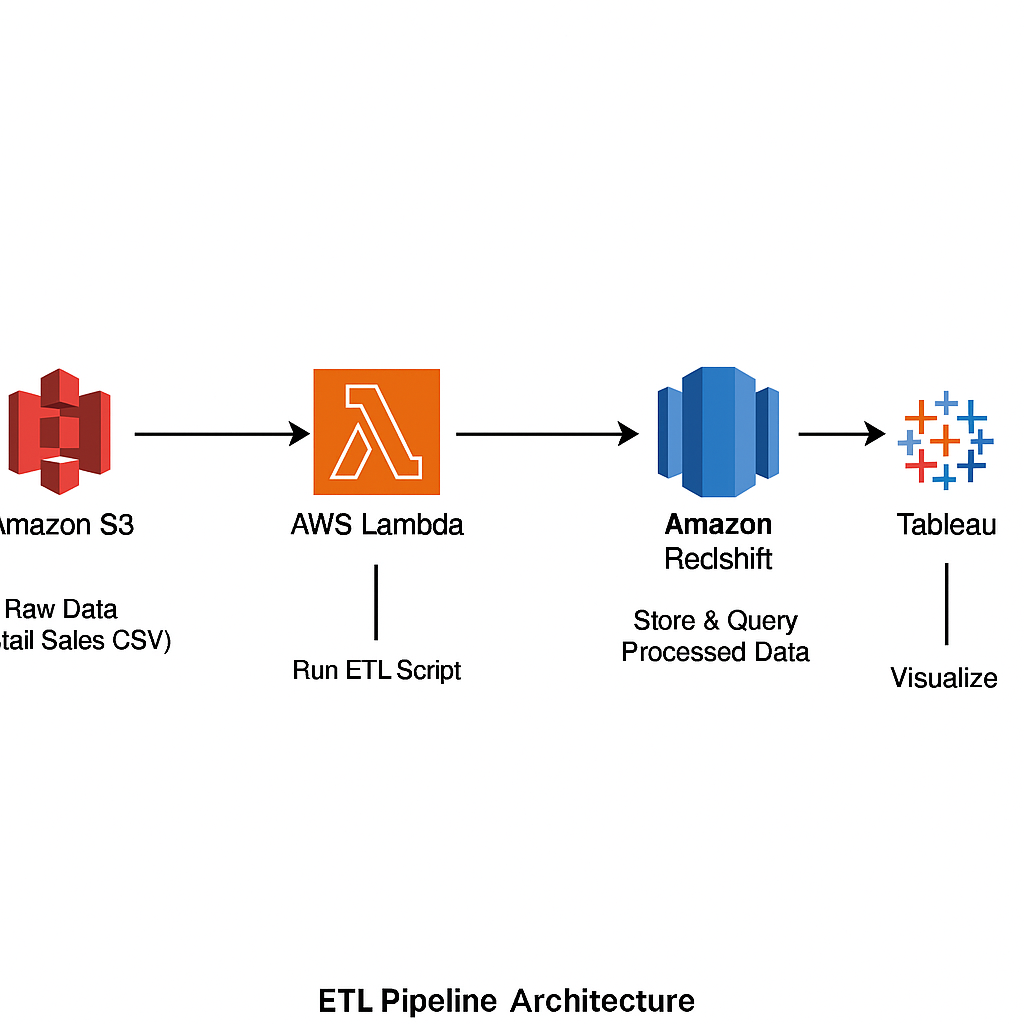 Amazon S3
Raw Data
tail Sales CSV)
AWS Lambda
Run ETL Script
Amazon
Reclshift
Store & Query
Processed Data
Tableau
Visualize
ETL Pipeline Architecture